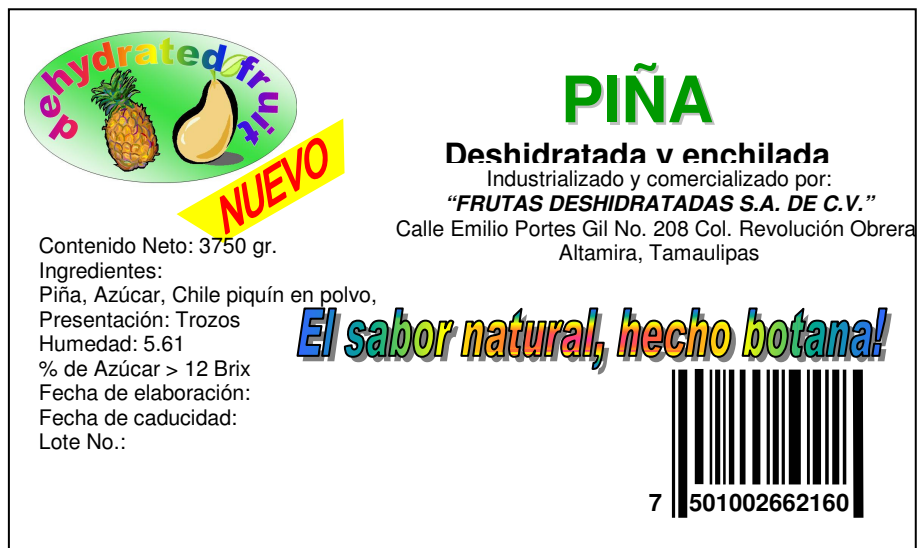 dehydrated fruit
NUEVO
PIÑA
Deshidratada y enchilada
Industrializado y comercializado por:
“FRUTAS DESHIDRATADAS S.A. DE C.V.”
Calle Emilio Portes Gil No. 208 Col. Revolución Obrera
Altamira, Tamaulipas
Contenido Neto: 3750 gr.
Ingredientes:
Piña, Azúcar, Chile piquín en polvo,
Presentación: Trozos
Humedad: 5.61
% de Azúcar > 12 Brix
Fecha de elaboración:
Fecha de caducidad:
Lote No.:
El sabor natural, hecho botana!
7 501002662160